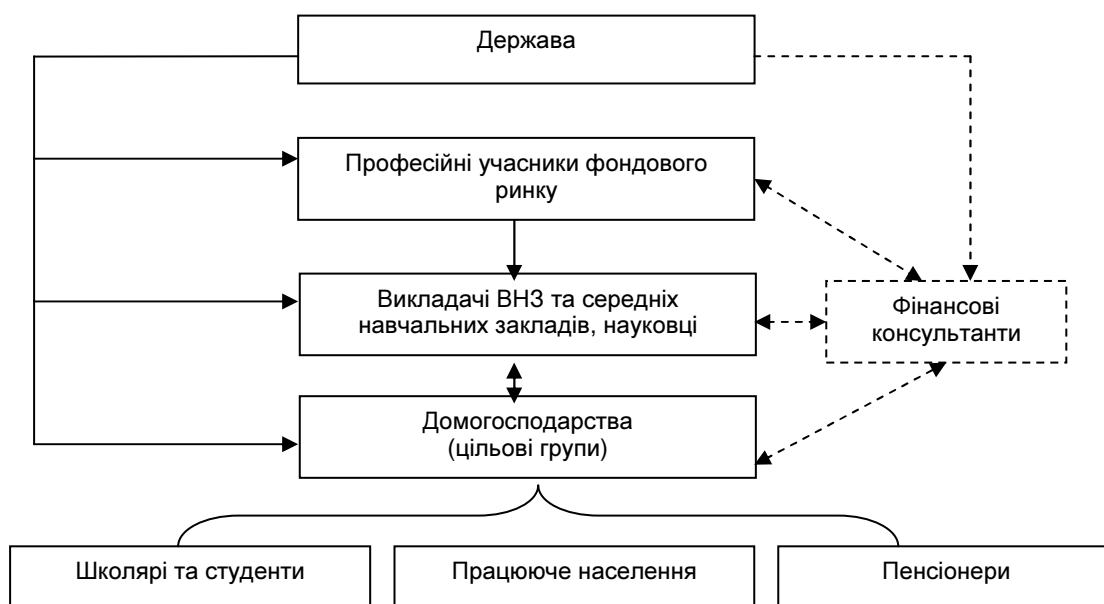 Держава
Професійні учасники фондового
ринку
Викладачі ВНЗ та середніх
навчальних закладів, науковці
Фінансові
консультанти
Домогосподарства
(цільові групи)
Школярі та студенти
Працююче населення
Пенсіонери